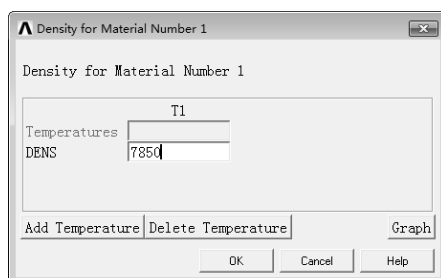 Density for Material Number 1
Density for Material Number 1
T1
Temperatures
DENS 7850
Add Temperature Delete Temperature Graph
OK Cancel Help